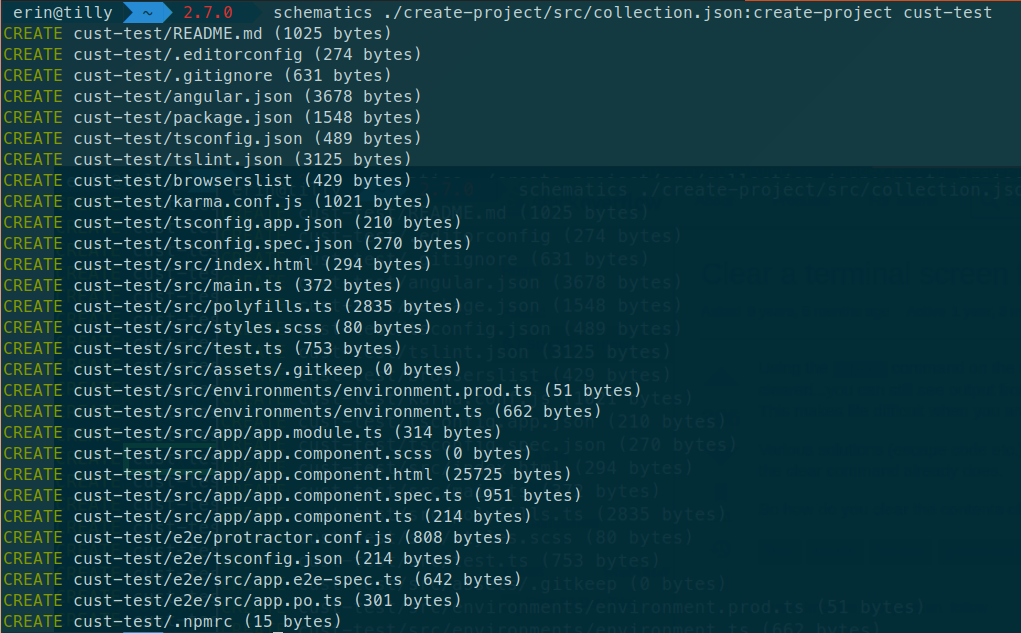 erin@tilly ~ 2.7.0 schematics ./create-project/src/collection.json:create-project cust-test
CREATE cust-test/README.md (1025 bytes)
CREATE cust-test/.editorconfig (274 bytes)
CREATE cust-test/.gitignore (631 bytes)
CREATE cust-test/angular.json (3678 bytes)
CREATE cust-test/package.json (1548 bytes)
CREATE cust-test/tsconfig.json (489 bytes)
CREATE cust-test/tslint.json (3125 bytes)
CREATE cust-test/browserslist (429 bytes)
CREATE cust-test/karma.conf.js (1021 bytes)
CREATE cust-test/tsconfig.app.json (210 bytes)
CREATE cust-test/tsconfig.spec.json (270 bytes)
CREATE cust-test/src/index.html (294 bytes)
CREATE cust-test/src/main.ts (372 bytes)
CREATE cust-test/src/polyfills.ts (2835 bytes)
CREATE cust-test/src/styles.scss (80 bytes)
CREATE cust-test/src/test.ts (753 bytes)
CREATE cust-test/src/assets/.gitkeep (0 bytes)
CREATE cust-test/src/environments/environment.prod.ts (51 bytes)
CREATE cust-test/src/environments/environment.ts (662 bytes)
CREATE cust-test/src/app/app.module.ts (314 bytes)
CREATE cust-test/src/app/app.component.scss (0 bytes)
CREATE cust-test/src/app/app.component.html (25725 bytes)
CREATE cust-test/src/app/app.component.spec.ts (951 bytes)
CREATE cust-test/src/app/app.component.ts (214 bytes)
CREATE cust-test/e2e/protractor.conf.js (808 bytes)
CREATE cust-test/e2e/tsconfig.json (214 bytes)
CREATE cust-test/e2e/src/app.e2e-spec.ts (642 bytes)
CREATE cust-test/e2e/src/app.po.ts (301 bytes)
CREATE cust-test/.npmrc (15 bytes)